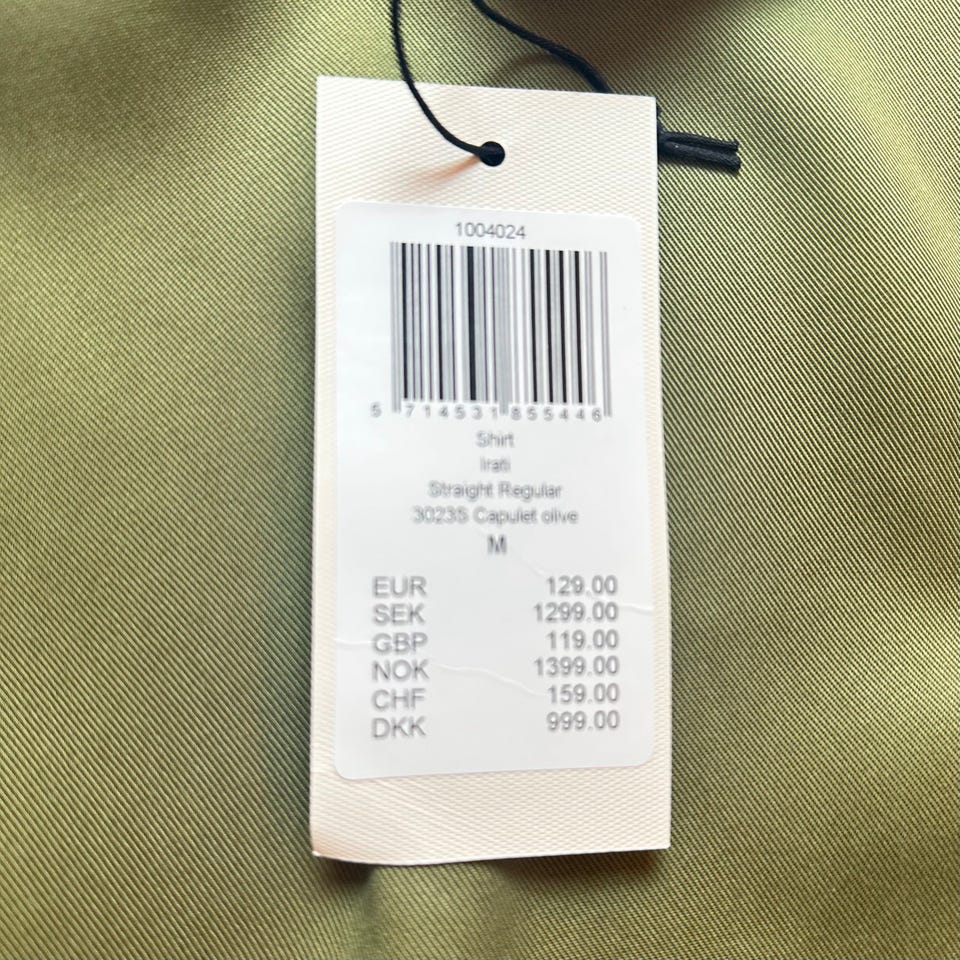 1004024
5 714531 855446
Shirt
Irati
Straight Regular
3023S Capulet olive
M
EUR 129.00
SEK 1299.00
GBP 119.00
NOK 1399.00
CHF 159.00
DKK 999.00